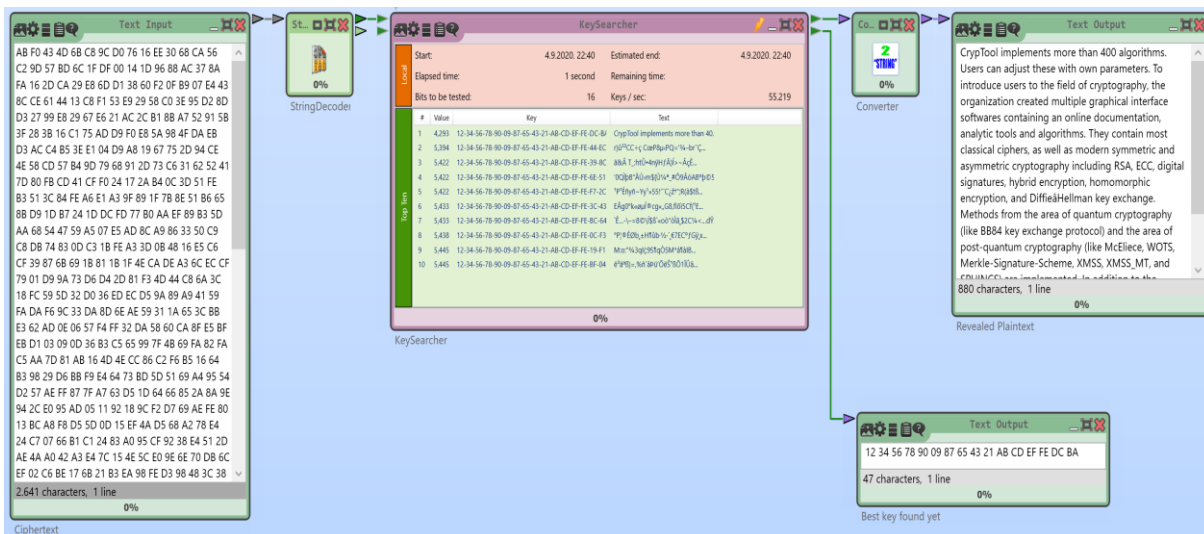 Text Input
AB F0 43 4D 6B C8 9C D0 76 16 EE 30 68 CA 56
C2 9D 57 BD 6C 1F DF 00 14 1D 96 88 AC 37 8A
FA 16 2D CA 29 E8 6D D1 38 60 F2 0F B9 07 E4 43
8C CE 61 44 13 C8 F1 53 E9 29 58 C0 3E 95 D2 8D
D3 27 99 E8 29 67 E6 21 AC 2C B1 8B A7 52 91 5B
3F 28 3B 16 C1 75 AD D9 F0 E8 5A 98 4F DA EB
D3 AC C4 B5 3E E1 04 D9 A8 19 67 75 2D 94 CE
4E 58 CD 57 B4 9D 79 68 91 2D 73 C6 31 62 52 41
7D 80 FB CD 41 CF F0 24 17 2A B4 0C 3D 51 FE
B3 51 3C 84 FE A6 E1 A3 9F 89 1F 7B 8E 51 B6 65
8B D9 1D B7 24 1D DC FD 77 B0 AA EF 89 B3 5D
AA 68 54 47 59 A5 07 E5 AD 8C A9 86 33 50 C9
C8 DB 74 83 0D C3 1B FE A3 3D 0B 48 16 E5 C6
CF 39 87 6B 69 1B 81 1B 1F 4E CA DE A3 6C EC CF
79 01 D9 9A 73 D6 D4 2D 81 F3 4D 44 C8 6A 3C
18 FC 59 5D 32 D0 36 ED EC D5 9A 89 A9 41 59
FA DA F6 9C 33 DA 8D 6E AE 59 31 1A 65 3C BB
E3 62 AD 0E 06 57 F4 FF 32 DA 58 60 CA 8F E5 BF
EB D1 03 09 0D 36 B3 C5 65 99 7F 4B 69 FA 82 FA
C5 AA 7D 81 AB 16 4D 4E CC 86 C2 F6 B5 16 64
B3 98 29 D6 BB F9 E4 64 73 BD 5D 51 69 A4 95 54
D2 57 AE FF 87 7F A7 63 D5 1D 64 66 85 2A 8A 9E
94 2C E0 95 AD 05 11 92 18 9C F2 D7 69 AE FE 80
13 BC A8 F8 D5 5D 0D 15 EF 4A D5 68 A2 78 E4
24 C7 07 66 B1 C1 24 83 A0 95 CF 92 38 E4 51 2D
AE 4A A0 42 A3 E4 7C 15 4E 5C E0 9E 6E 70 DB 6C
EF 02 C6 BE 17 6B 21 B3 EA 98 FE D3 98 48 3C 38
2.641 characters, 1 line
0%
Ciphertext
St...
0%
StringDecoder
KeySearcher
Local
Start: 4.9.2020. 22:40 Estimated end: 4.9.2020. 22:40
Elapsed time: 1 second Remaining time:
Bits to be tested: 16 Keys / sec: 55.219
Top Ten
# Value Key Text
1 4,293 12-34-56-78-90-09-87-65-43-21-AB-CD-EF-FE-DC-BA CrypTool implements more than 40.
2 5,394 12-34-56-78-90-09-87-65-43-21-AB-CD-EF-FE-44-EC
3 5,422 12-34-56-78-90-09-87-65-43-21-AB-CD-EF-FE-39-8C
4 5,422 12-34-56-78-90-09-87-65-43-21-AB-CD-EF-FE-6E-51
5 5,422 12-34-56-78-90-09-87-65-43-21-AB-CD-EF-FE-F7-2C
6 5,433 12-34-56-78-90-09-87-65-43-21-AB-CD-EF-FE-3C-43
7 5,433 12-34-56-78-90-09-87-65-43-21-AB-CD-EF-FE-BC-64
8 5,438 12-34-56-78-90-09-87-65-43-21-AB-CD-EF-FE-0C-F3
9 5,445 12-34-56-78-90-09-87-65-43-21-AB-CD-EF-FE-19-F1
10 5,445 12-34-56-78-90-09-87-65-43-21-AB-CD-EF-FE-BF-04
0%
KeySearcher
Co...
2
"STRING"
0%
Converter
Text Output
CrypTool implements more than 400 algorithms.
Users can adjust these with own parameters. To
introduce users to the field of cryptography, the
organization created multiple graphical interface
softwares containing an online documentation,
analytic tools and algorithms. They contain most
classical ciphers, as well as modern symmetric and
asymmetric cryptography including RSA, ECC, digital
signatures, hybrid encryption, homomorphic
encryption, and DiffieâHellman key exchange.
Methods from the area of quantum cryptography
(like BB84 key exchange protocol) and the area of
post-quantum cryptography (like McEliece, WOTS,
Merkle-Signature-Scheme, XMSS, XMSS_MT, and
SPHINCS) are implemented. In addition to the
880 characters, 1 line
0%
Revealed Plaintext
Text Output
12 34 56 78 90 09 87 65 43 21 AB CD EF FE DC BA
47 characters, 1 line
0%
Best key found yet